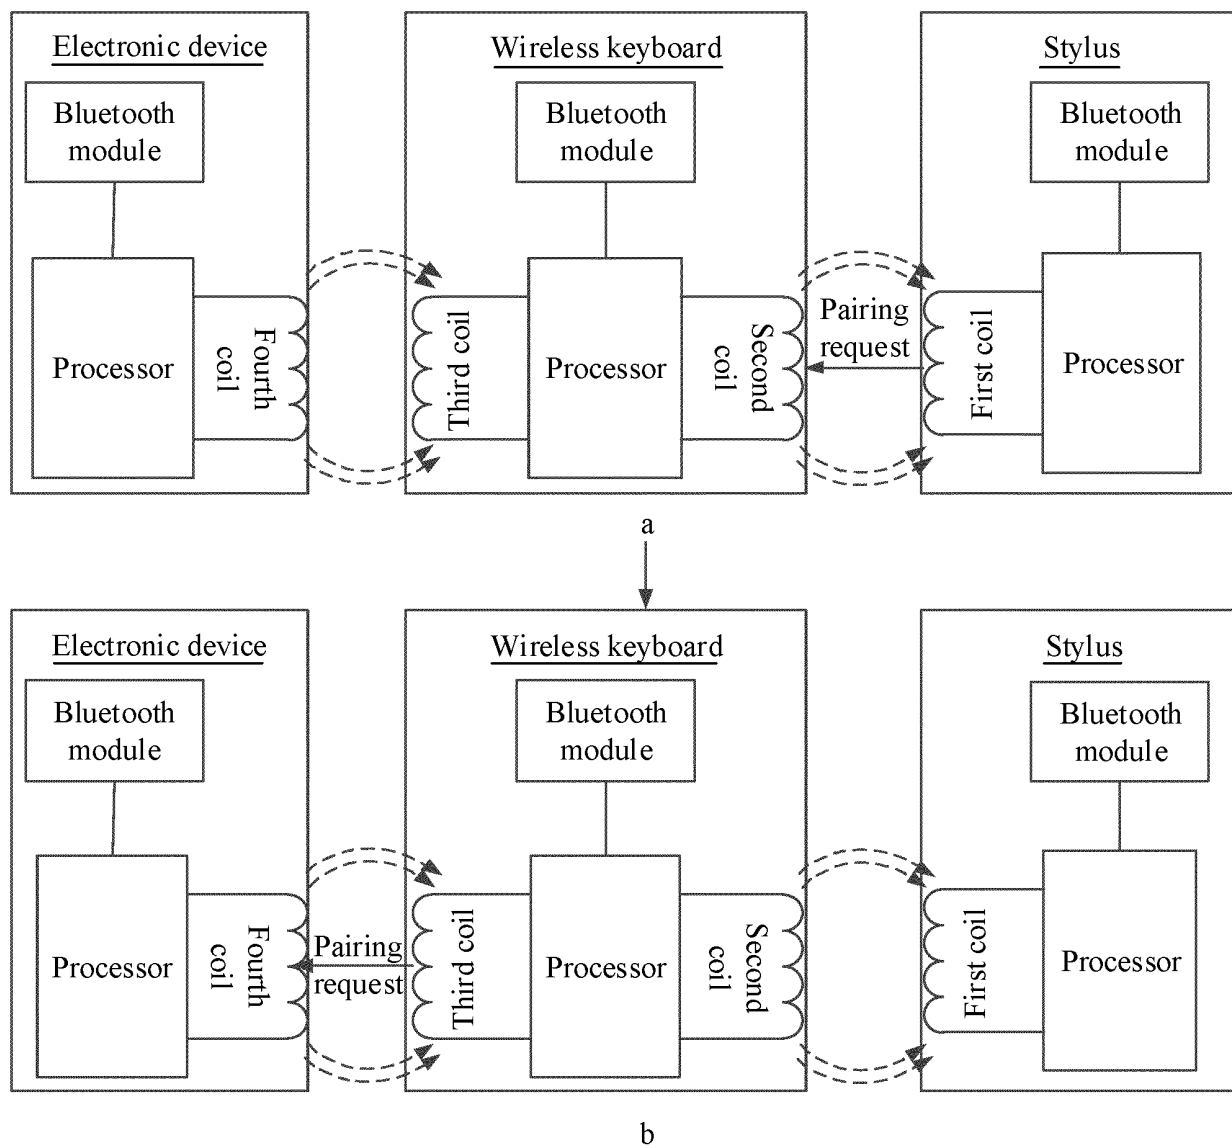 Electronic device
Wireless keyboard
Stylus
Bluetooth
module
Bluetooth
module
Bluetooth
module
Processor
Fourth
coil
Third coil
Processor
Second
coil
Pairing
request
First coil
Processor
a
Electronic device
Wireless keyboard
Stylus
Bluetooth
module
Bluetooth
module
Bluetooth
module
Processor
Fourth
coil
Pairing
request
Third coil
Processor
Second
coil
First coil
Processor
b